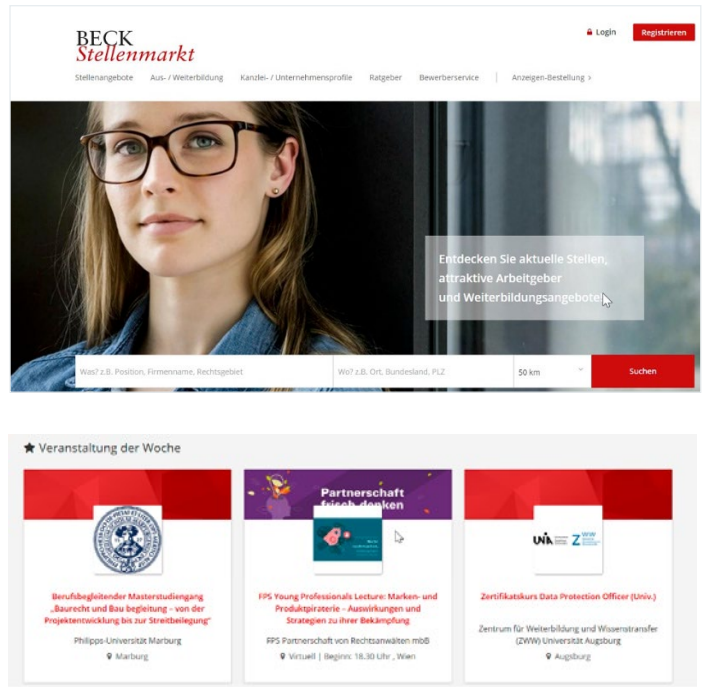 BECK
Stellenmarkt
Login
Registrieren
Stellenangebote Aus- / Weiterbildung Kanzlei- / Unternehmensprofile Ratgeber Bewerberservice Anzeigen-Bestellung >
Entdecken Sie aktuelle Stellen,
attraktive Arbeitgeber
und Weiterbildungsangebote!
Was? z.B. Position, Firmenname, Rechtsgebiet
Wo? z.B. Ort, Bundesland, PLZ
50 km
Suchen
Veranstaltung der Woche
Berufsbegleitender Masterstudiengang
„Baurecht und Bau begleitung – von der
Projektentwicklung bis zur Streitbeilegung"
Philipps-Universität Marburg
Marburg
Partnerschaft
frisch denken
FPS Young Professionals Lecture: Marken- und
Produktpiraterie – Auswirkungen und
Strategien zu ihrer Bekämpfung
FPS Partnerschaft von Rechtsanwälten mbB
Virtuell | Beginn: 18.30 Uhr , Wien
UNIA
ZWW
Zertifikatskurs Data Protection Officer (Univ.)
Zentrum für Weiterbildung und Wissenstransfer
(ZWW) Universität Augsburg
Augsburg